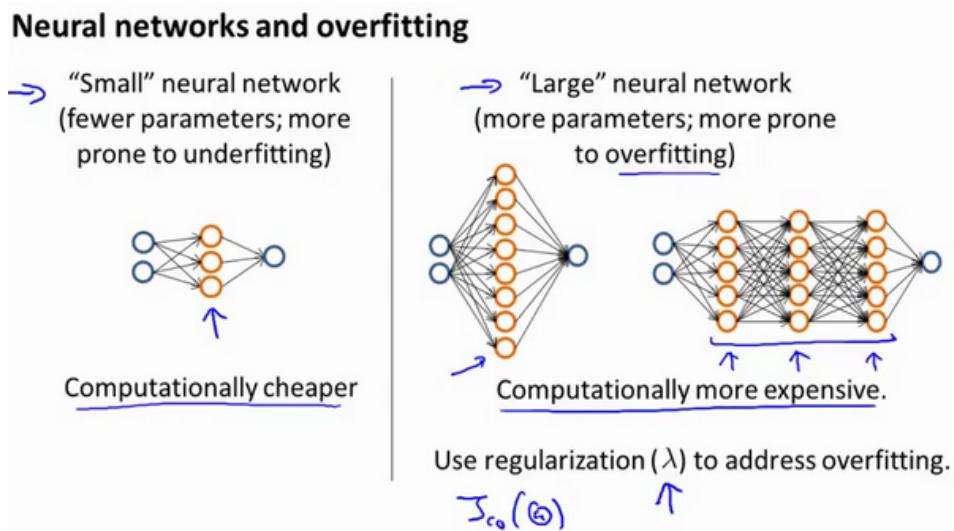 Neural networks and overfitting
“Small” neural network
(fewer parameters; more
prone to underfitting)
Computationally cheaper
“Large” neural network
(more parameters; more prone
to overfitting)
Computationally more expensive.
Use regularization (λ) to address overfitting.